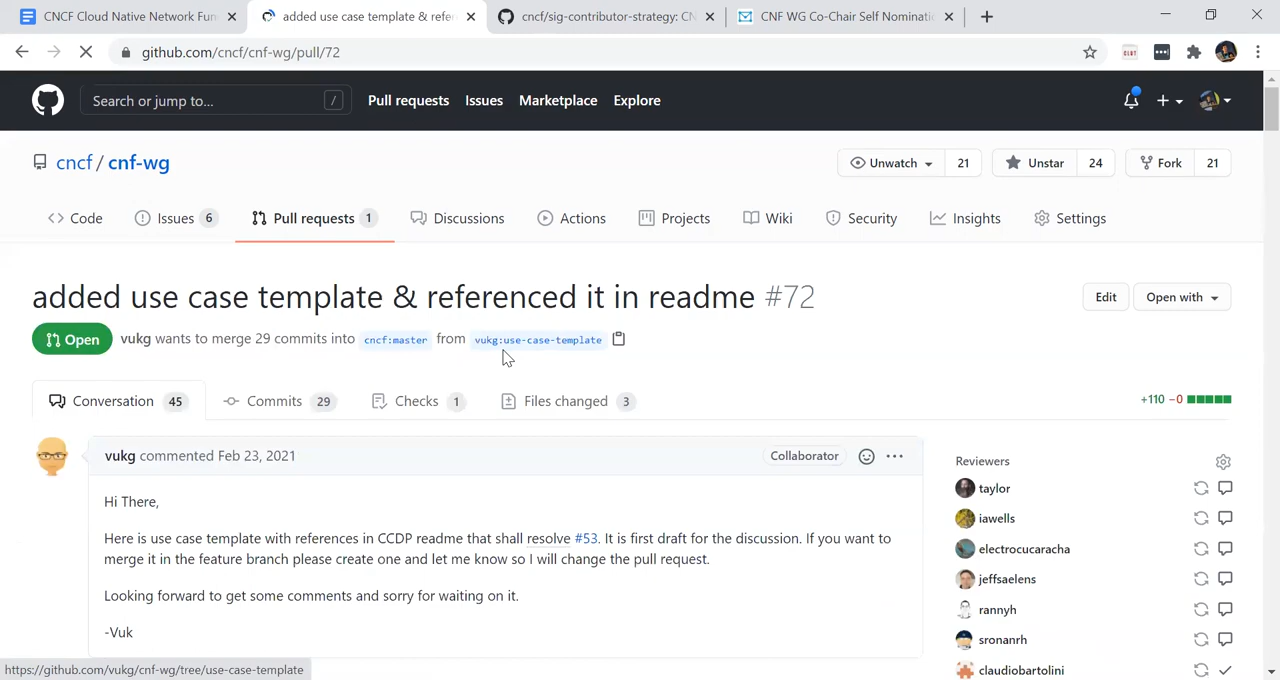 CNCF Cloud Native Network Fun
added use case template & refere
cncf/sig-contributor-strategy: CN
CNF WG Co-Chair Self Nominatio
github.com/cncf/cnf-wg/pull/72
Search or jump to...
/
Pull requests
Issues
Marketplace
Explore
cncf / cnf-wg
Unwatch
21
Unstar
24
Fork
21
Code
Issues 6
Pull requests 1
Discussions
Actions
Projects
Wiki
Security
Insights
Settings
added use case template & referenced it in readme #72
Edit
Open with
Open
vukg wants to merge 29 commits into cncf:master from vukg:use-case-template
Conversation 45
Commits 29
Checks 1
Files changed 3
+110 −0
vukg commented Feb 23, 2021
Collaborator
Hi There,
Here is use case template with references in CCDP readme that shall resolve #53. It is first draft for the discussion. If you want to
merge it in the feature branch please create one and let me know so I will change the pull request.
Looking forward to get some comments and sorry for waiting on it.
-Vuk
Reviewers
taylor
iawells
electrocucaracha
jeffsaelens
rannyh
sronanrh
claudiobartolini
https://github.com/vukg/cnf-wg/tree/use-case-template